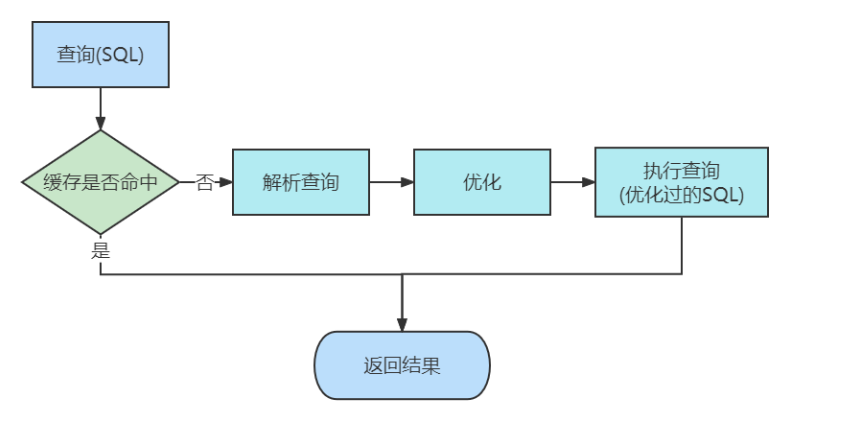 查询(SQL)
缓存是否命中
否
解析查询
优化
执行查询
(优化过的SQL)
是
返回结果